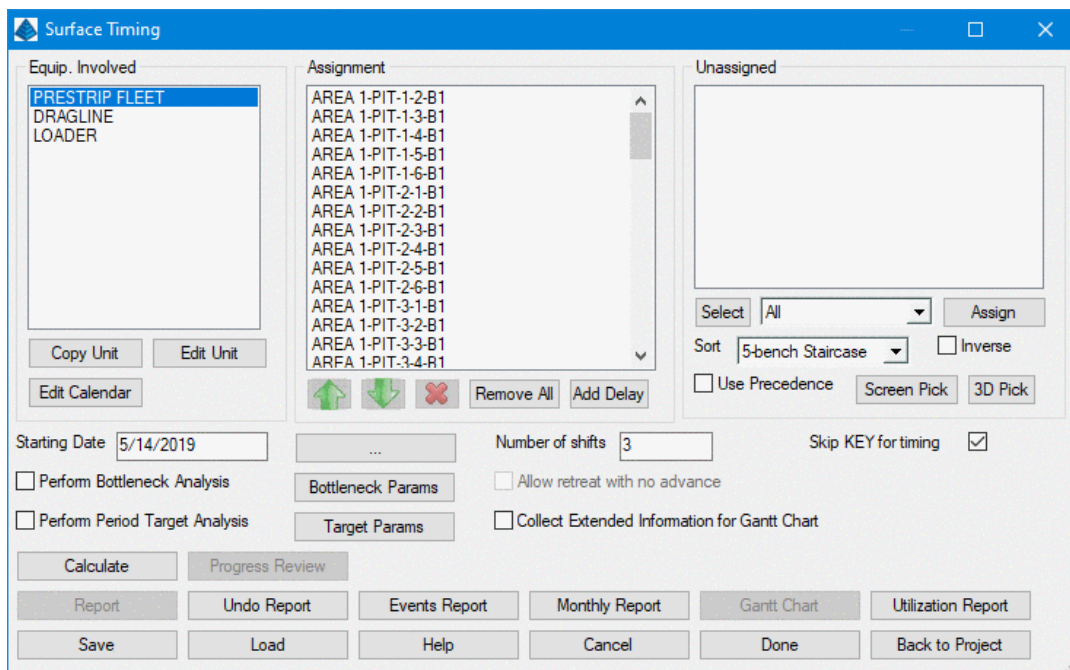 Surface Timing
Equip. Involved
PRESTRIP FLEET
DRAGLINE
LOADER
Copy Unit
Edit Unit
Edit Calendar
Assignment
AREA 1-PIT-1-2-B1
AREA 1-PIT-1-3-B1
AREA 1-PIT-1-4-B1
AREA 1-PIT-1-5-B1
AREA 1-PIT-1-6-B1
AREA 1-PIT-2-1-B1
AREA 1-PIT-2-2-B1
AREA 1-PIT-2-3-B1
AREA 1-PIT-2-4-B1
AREA 1-PIT-2-5-B1
AREA 1-PIT-2-6-B1
AREA 1-PIT-3-1-B1
AREA 1-PIT-3-2-B1
AREA 1-PIT-3-3-B1
AREA 1-PIT-3-4-B1
Remove All
Add Delay
Unassigned
Select
All
Assign
Sort
5-bench Staircase
Inverse
Use Precedence
Screen Pick
3D Pick
Starting Date
5/14/2019
...
Number of shifts
3
Skip KEY for timing
Perform Bottleneck Analysis
Bottleneck Params
Allow retreat with no advance
Perform Period Target Analysis
Target Params
Collect Extended Information for Gantt Chart
Calculate
Progress Review
Report
Undo Report
Events Report
Monthly Report
Gantt Chart
Utilization Report
Save
Load
Help
Cancel
Done
Back to Project